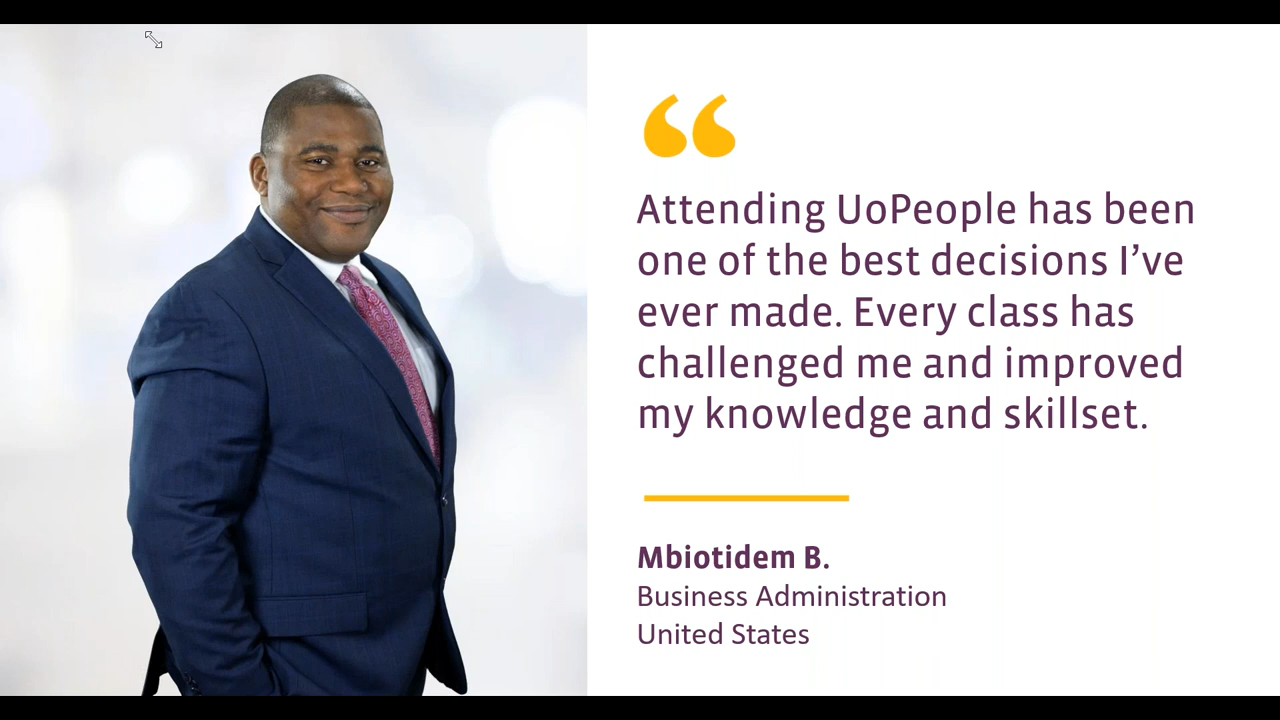 “
Attending UoPeople has been
one of the best decisions I’ve
ever made. Every class has
challenged me and improved
my knowledge and skillset.
Mbiotidem B.
Business Administration
United States